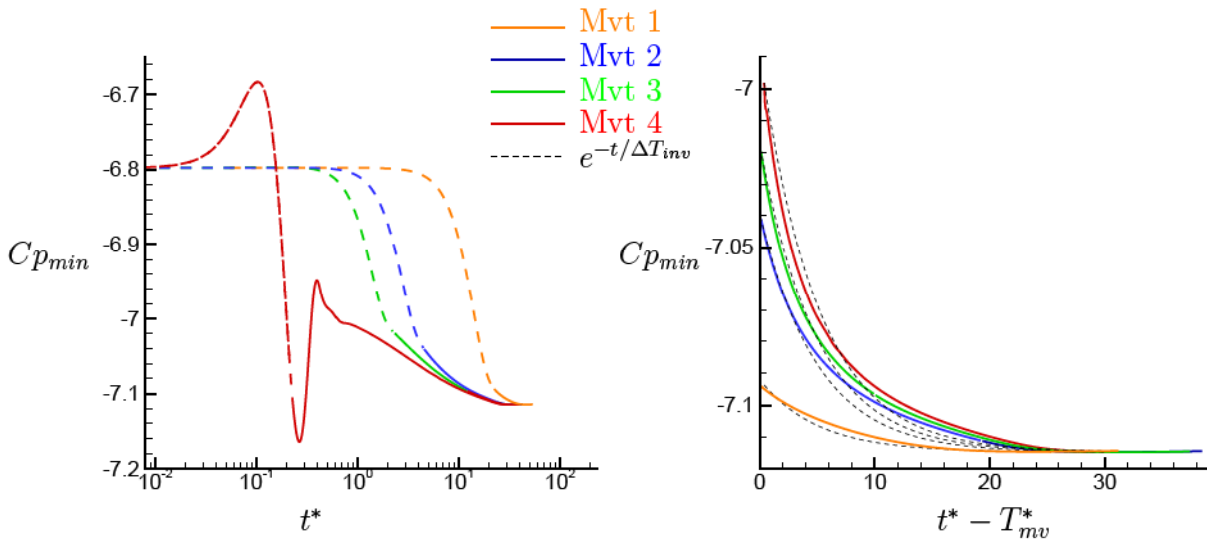 Mvt 1
Mvt 2
Mvt 3
Mvt 4
e^{-t/ΔT_{inv}}
-6.7
-6.8
-6.9
-7
-7.1
-7.2
Cp_{min}
10^{-2} 10^{-1} 10^{0} 10^{1} 10^{2}
t*
-7
-7.05
-7.1
Cp_{min}
0 10 20 30
t* − T*_{mv}